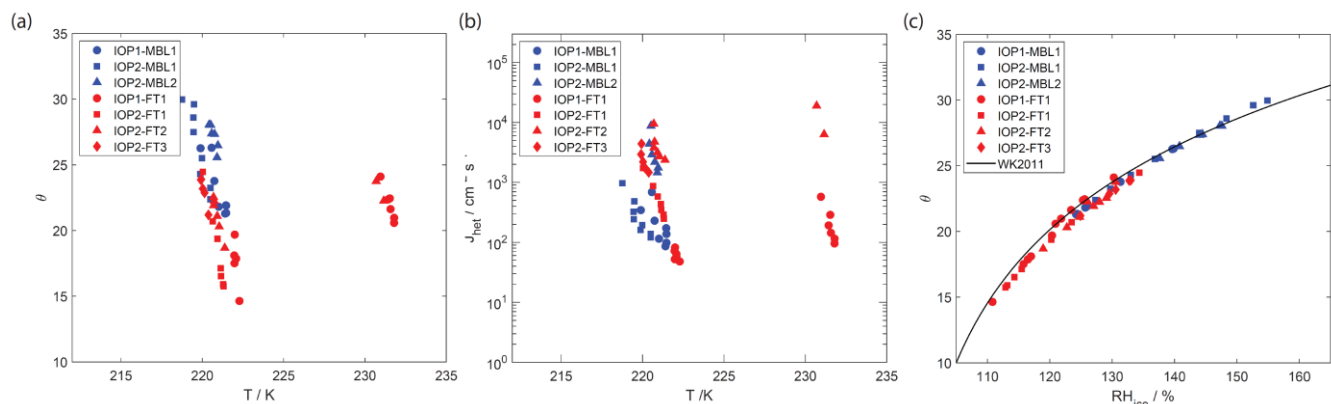 (a)
θ
35
30
25
20
15
10
215
220
225
230
235
T / K
IOP1-MBL1
IOP2-MBL1
IOP2-MBL2
IOP1-FT1
IOP2-FT1
IOP2-FT2
IOP2-FT3
(b)
J_het / cm⁻ s⁻
10⁵
10⁴
10³
10²
10¹
10⁰
215
220
225
230
235
T /K
IOP1-MBL1
IOP2-MBL1
IOP2-MBL2
IOP1-FT1
IOP2-FT1
IOP2-FT2
IOP2-FT3
(c)
θ
35
30
25
20
15
10
110
120
130
140
150
160
RH_ice / %
IOP1-MBL1
IOP2-MBL1
IOP2-MBL2
IOP1-FT1
IOP2-FT1
IOP2-FT2
IOP2-FT3
WK2011